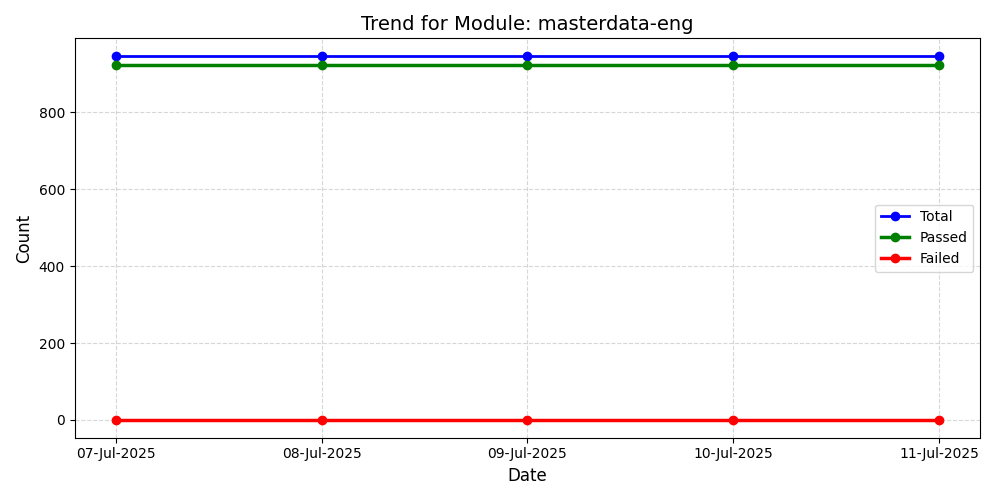 Trend for Module: masterdata-eng
Count
800
600
400
200
0
Total
Passed
Failed
07-Jul-2025
08-Jul-2025
09-Jul-2025
10-Jul-2025
11-Jul-2025
Date